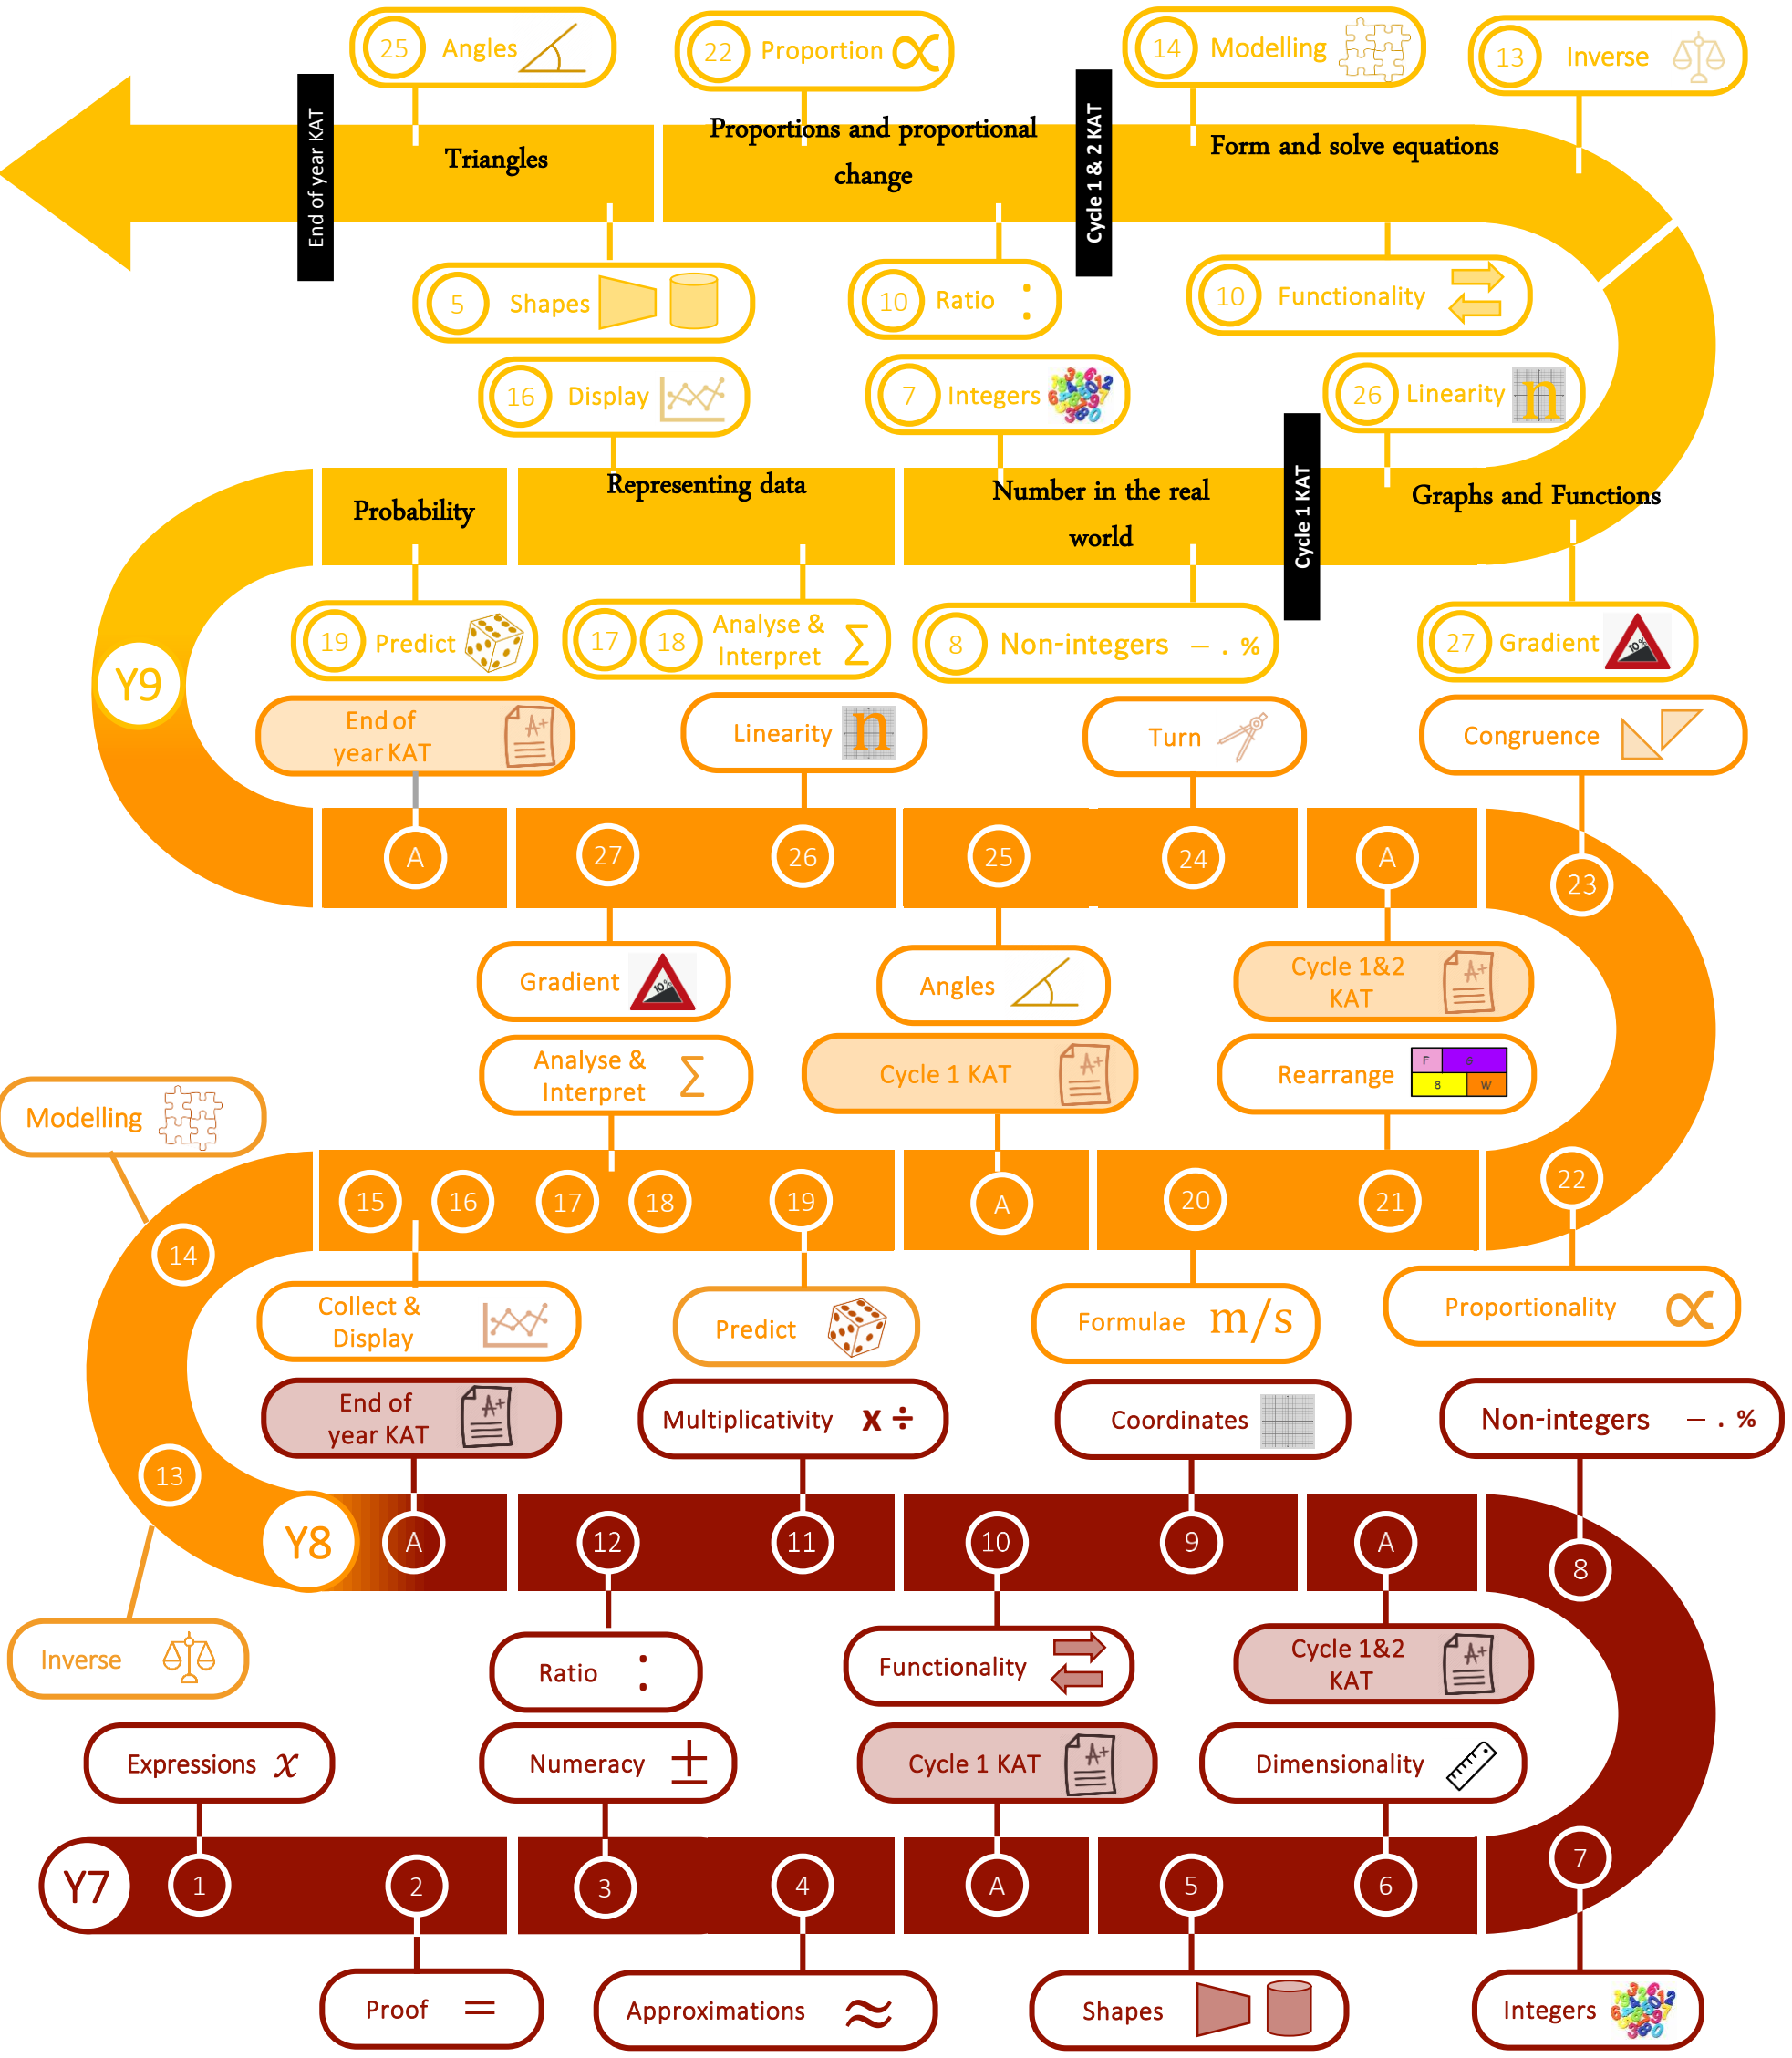 25 Angles
22 Proportion ∝
14 Modelling
13 Inverse
End of year KAT
Triangles
Proportions and proportional
change
Cycle 1 & 2 KAT
Form and solve equations
5 Shapes
10 Ratio :
10 Functionality
16 Display
7 Integers
26 Linearity n
Probability
Representing data
Number in the real
world
Cycle 1 KAT
Graphs and Functions
Y9
19 Predict
17 18 Analyse &
Interpret Σ
8 Non-integers – . %
27 Gradient 10%
End of
year KAT A+
Linearity n
Turn
Congruence
A 27 26 25 24 A 23
Gradient 10%
Angles
Cycle 1&2
KAT A+
Analyse &
Interpret Σ
Cycle 1 KAT A+
Rearrange F 8 W
Modelling
14
15 16 17 18 19 A 20 21 22
Collect &
Display
Predict
Formulae m/s
Proportionality ∝
End of
year KAT A+
Multiplicativity x ÷
Coordinates
Non-integers – . %
13
Y8 A 12 11 10 9 A 8
Inverse
Ratio :
Functionality
Cycle 1&2
KAT A+
Expressions x
Numeracy ±
Cycle 1 KAT A+
Dimensionality
Y7 1 2 3 4 A 5 6 7
Proof =
Approximations ≈
Shapes
Integers